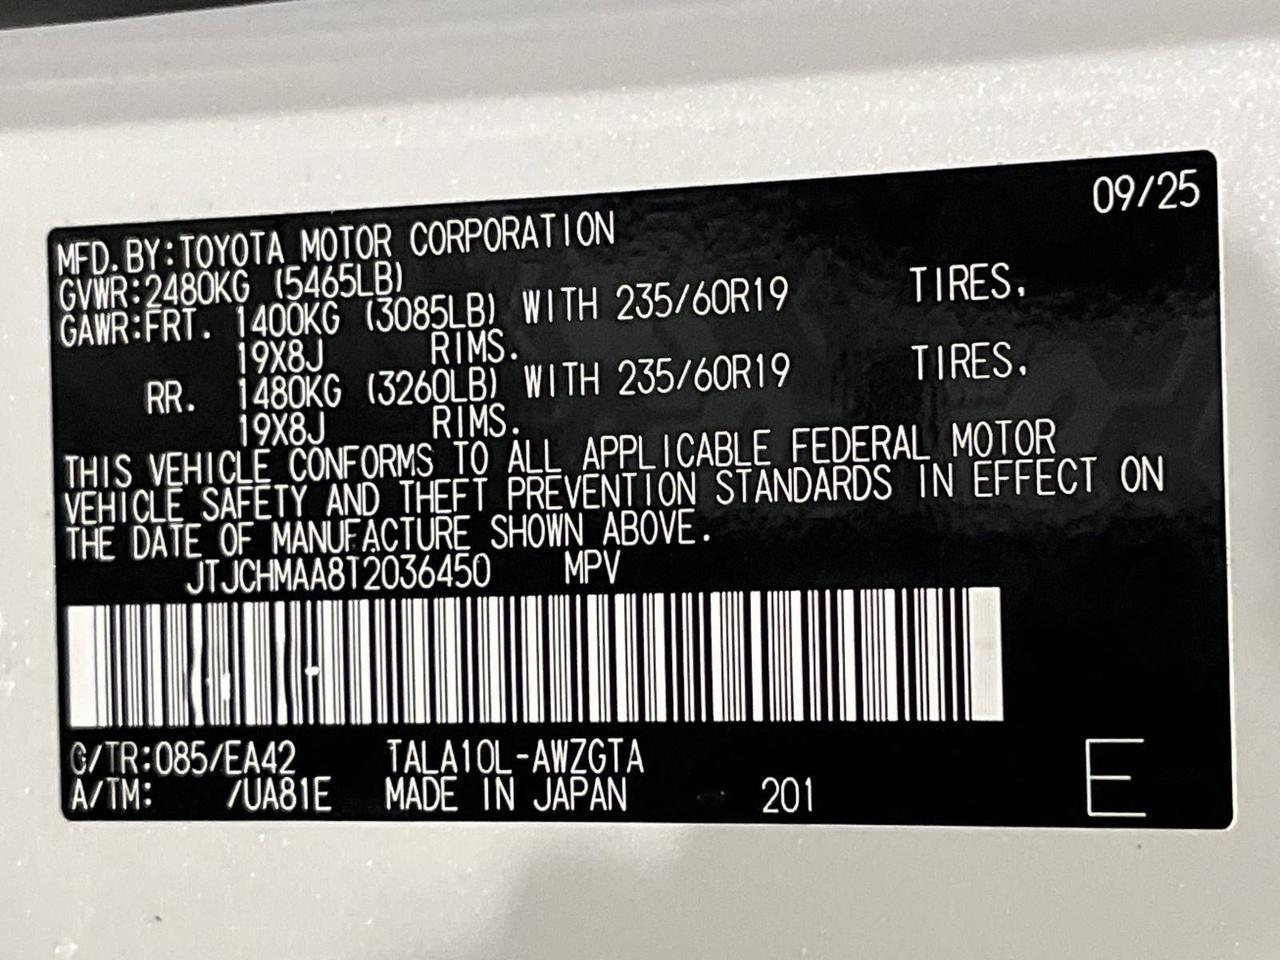 09/25
MFD.BY:TOYOTA MOTOR CORPORATION
GVWR:2480KG (5465LB)
GAWR:FRT. 1400KG (3085LB) WITH 235/60R19 TIRES,
19X8J RIMS.
RR. 1480KG (3260LB) WITH 235/60R19 TIRES,
19X8J RIMS.
THIS VEHICLE CONFORMS TO ALL APPLICABLE FEDERAL MOTOR
VEHICLE SAFETY AND THEFT PREVENTION STANDARDS IN EFFECT ON
THE DATE OF MANUFACTURE SHOWN ABOVE.
JTJCHMAA8T2036450 MPV
C/TR:085/EA42 TALA10L-AWZGTA
A/TM: /UA81E MADE IN JAPAN 201 E